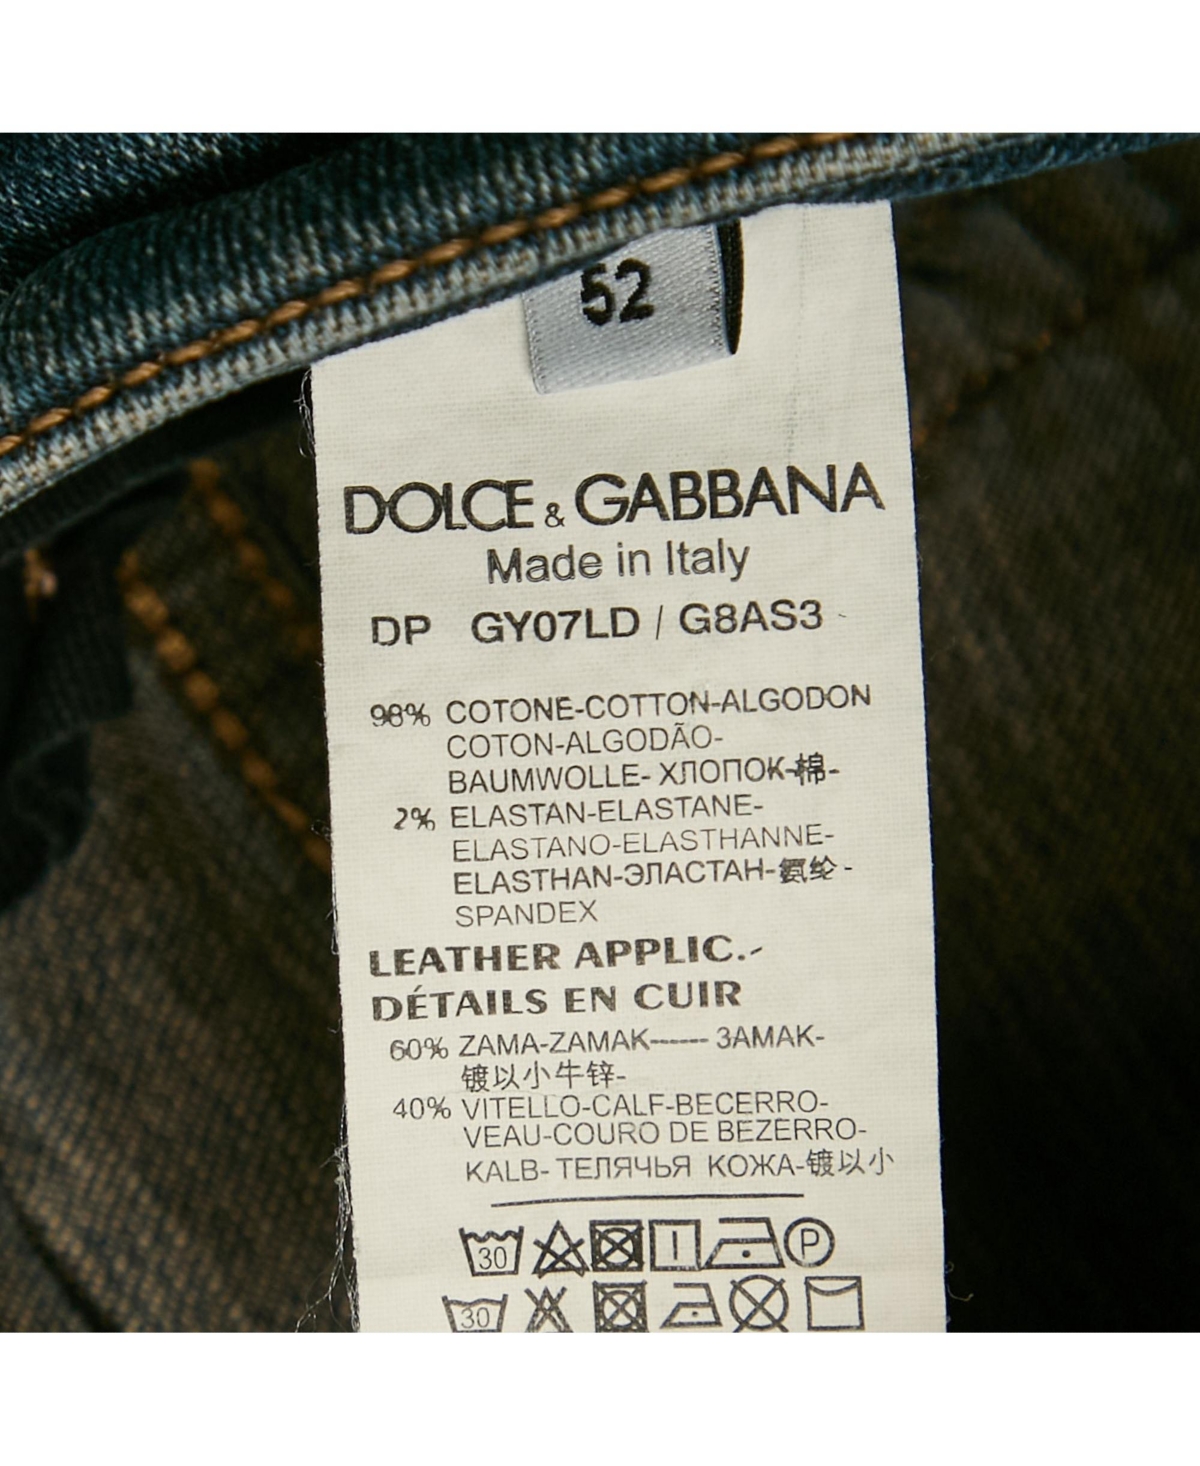 52
DOLCE & GABBANA
Made in Italy
DP GY07LD / G8AS3
98% COTONE-COTTON-ALGODON
COTON-ALGODÃO-
BAUMWOLLE- ХЛОПОК-棉-
2% ELASTAN-ELASTANE-
ELASTANO-ELASTHANNE-
ELASTHAN-ЭЛАСТАН-氨纶-
SPANDEX
LEATHER APPLIC.-
DÉTAILS EN CUIR
60% ZAMA-ZAMAK------ ЗАМАК-
镀以小牛锌-
40% VITELLO-CALF-BECERRO-
VEAU-COURO DE BEZERRO-
KALB- ТЕЛЯЧЬЯ КОЖА-镀以小
30 P
30